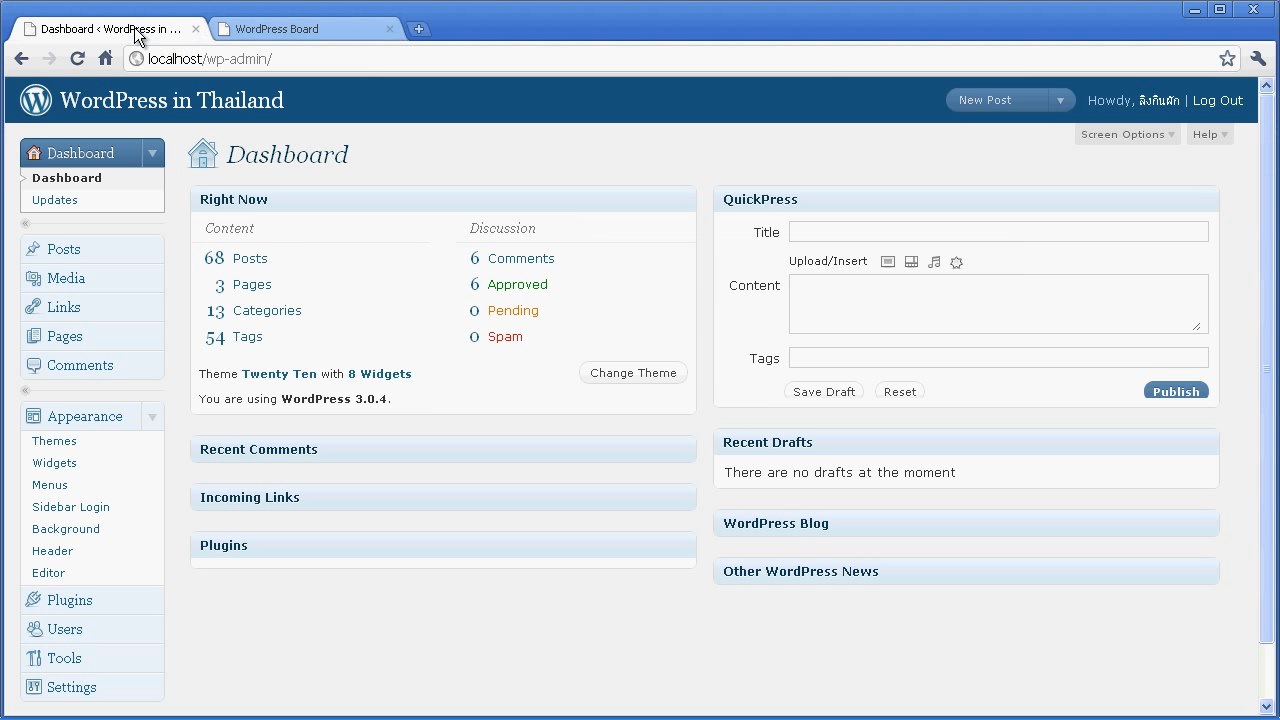 Dashboard ‹ WordPress in ...
WordPress Board
localhost/wp-admin/
WordPress in Thailand
New Post
Howdy, ลิงกินผัก | Log Out
Screen Options
Help
Dashboard
Dashboard
Updates
Posts
Media
Links
Pages
Comments
Appearance
Themes
Widgets
Menus
Sidebar Login
Background
Header
Editor
Plugins
Users
Tools
Settings
Dashboard
Right Now
Content
68 Posts
3 Pages
13 Categories
54 Tags
Discussion
6 Comments
6 Approved
0 Pending
0 Spam
Theme Twenty Ten with 8 Widgets
Change Theme
You are using WordPress 3.0.4.
Recent Comments
Incoming Links
Plugins
QuickPress
Title
Upload/Insert
Content
Tags
Save Draft
Reset
Publish
Recent Drafts
There are no drafts at the moment
WordPress Blog
Other WordPress News